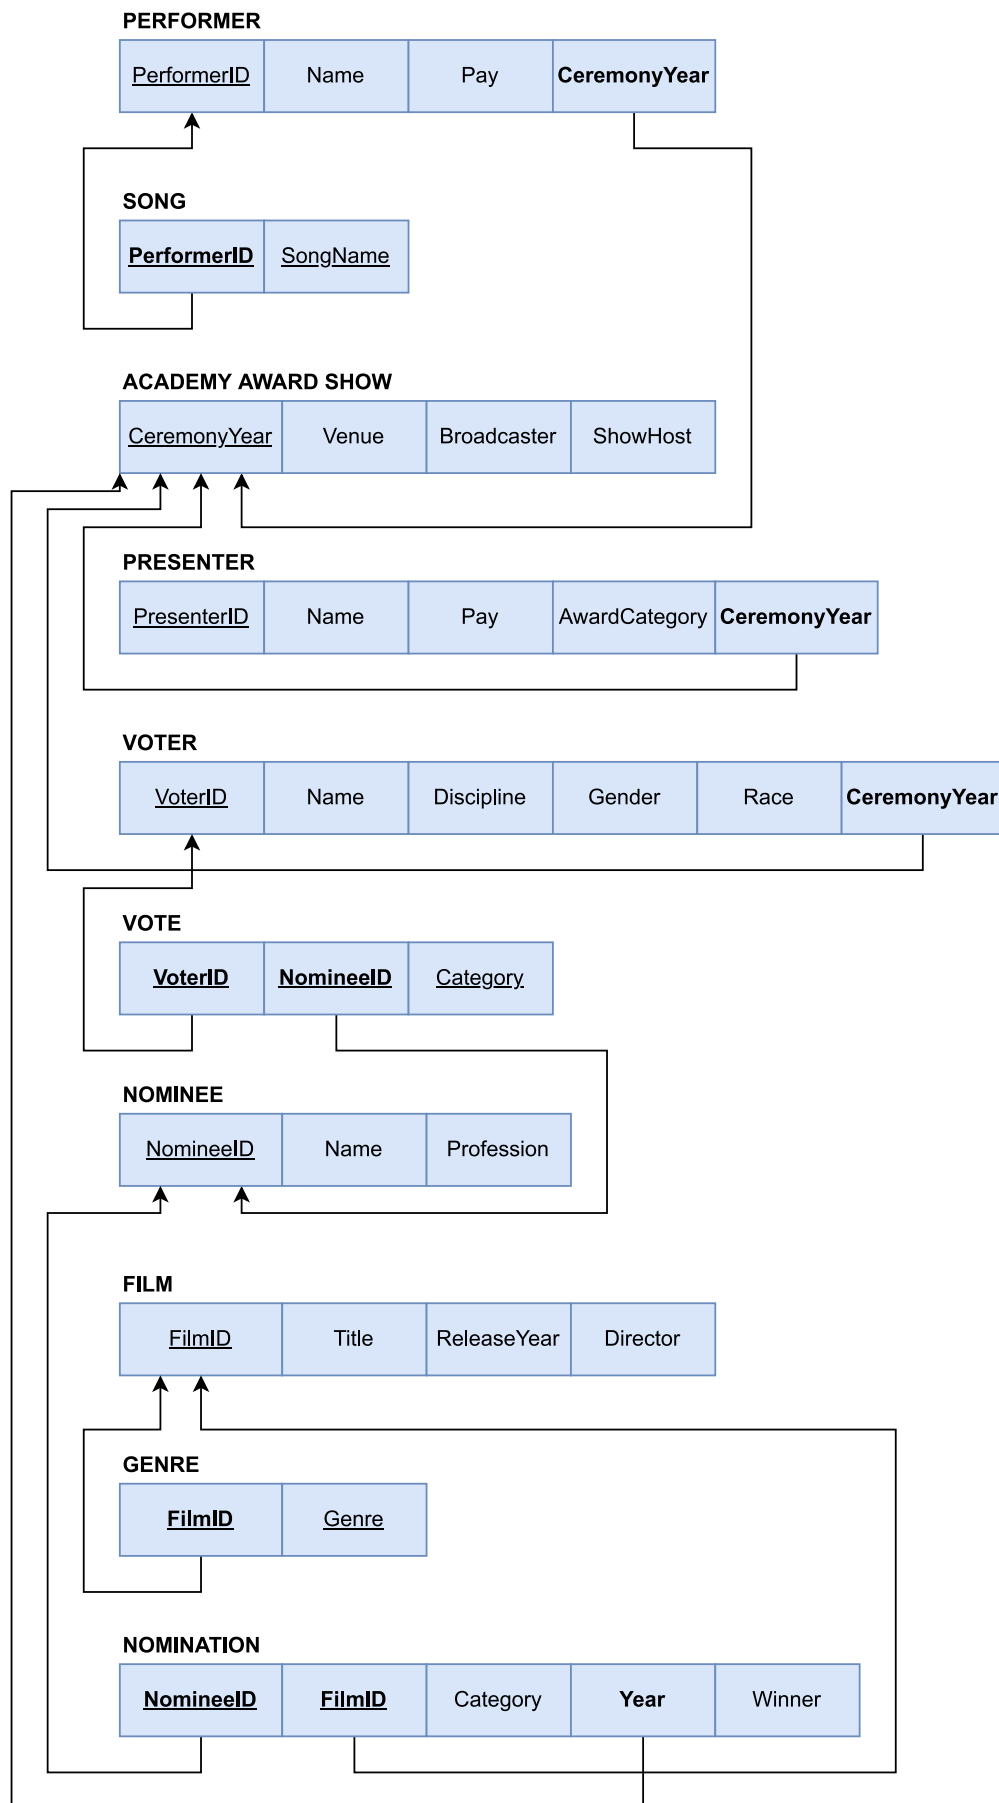 PERFORMER
PerformerID Name Pay CeremonyYear
SONG
PerformerID SongName
ACADEMY AWARD SHOW
CeremonyYear Venue Broadcaster ShowHost
PRESENTER
PresenterID Name Pay AwardCategory CeremonyYear
VOTER
VoterID Name Discipline Gender Race CeremonyYear
VOTE
VoterID NomineeID Category
NOMINEE
NomineeID Name Profession
FILM
FilmID Title ReleaseYear Director
GENRE
FilmID Genre
NOMINATION
NomineeID FilmID Category Year Winner